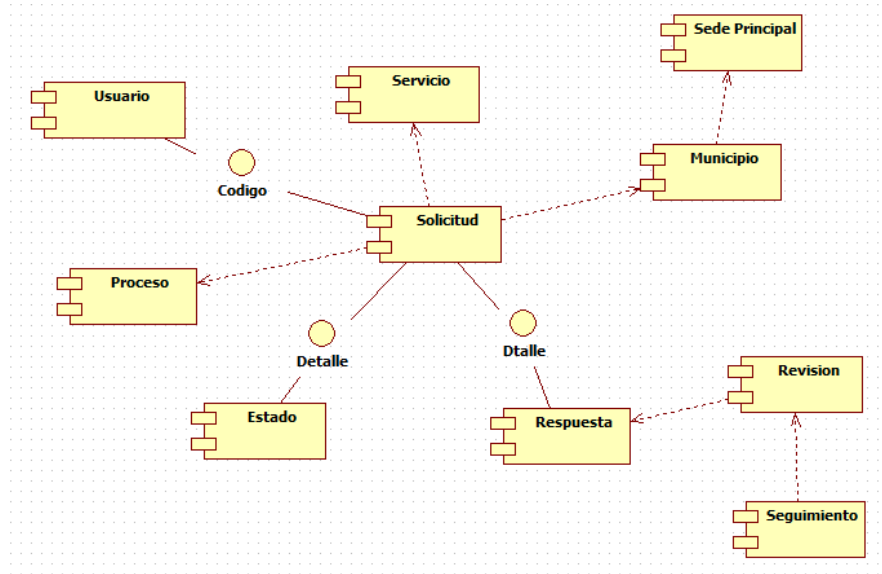 Sede Principal
Servicio
Usuario
Municipio
Codigo
Solicitud
Proceso
Dtalle
Detalle
Revision
Estado
Respuesta
Seguimiento